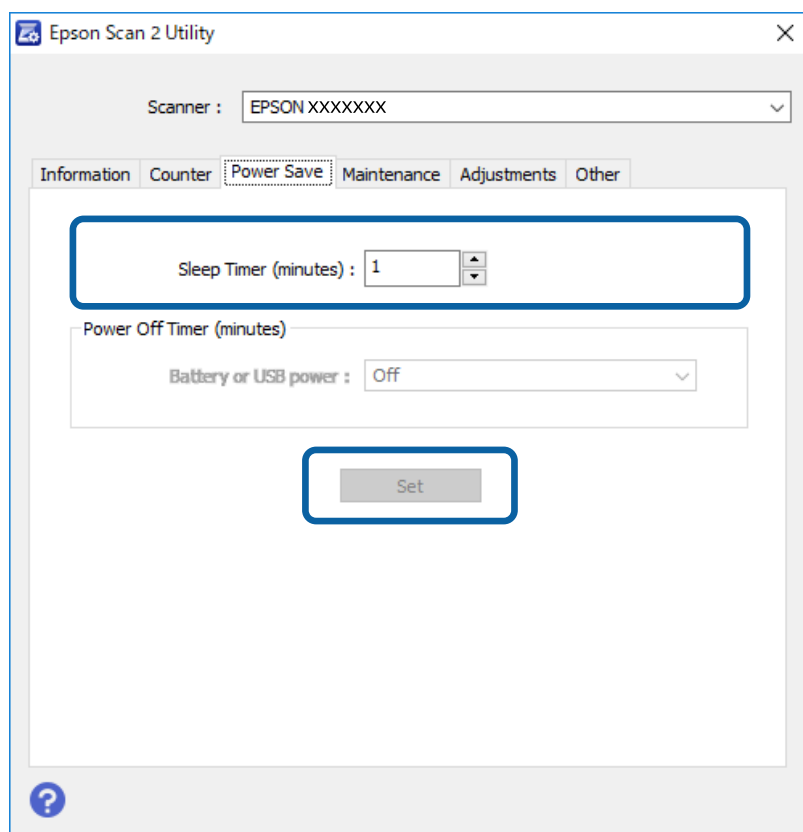 Epson Scan 2 Utility
Scanner : EPSON XXXXXXX
Information Counter Power Save Maintenance Adjustments Other
Sleep Timer (minutes) : 1
Power Off Timer (minutes)
Battery or USB power : Off
Set
?